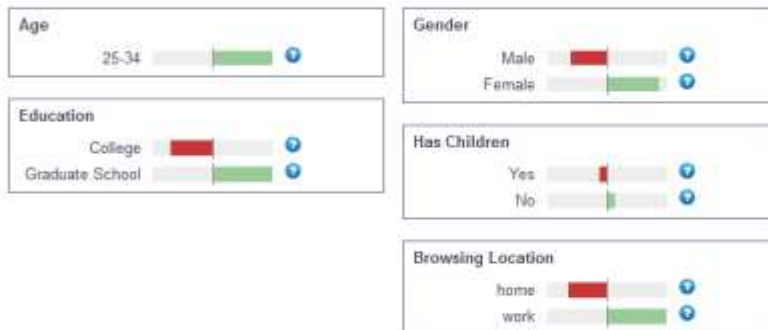 Age
25-34
Education
College
Graduate School
Gender
Male
Female
Has Children
Yes
No
Browsing Location
home
work